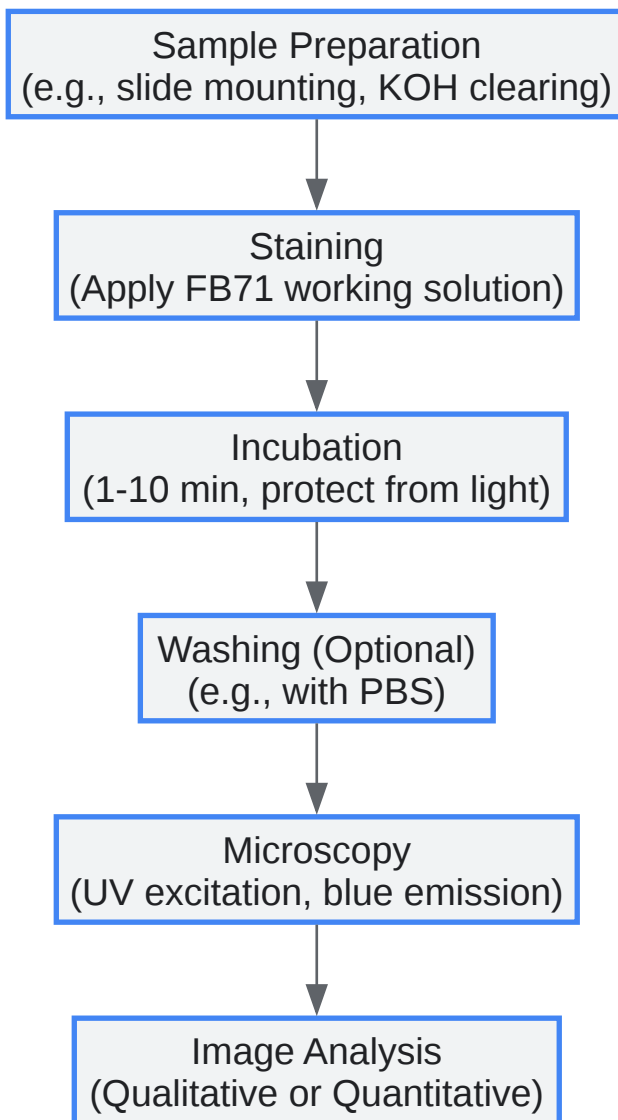 Sample Preparation
(e.g., slide mounting, KOH clearing)
Staining
(Apply FB71 working solution)
Incubation
(1-10 min, protect from light)
Washing (Optional)
(e.g., with PBS)
Microscopy
(UV excitation, blue emission)
Image Analysis
(Qualitative or Quantitative)